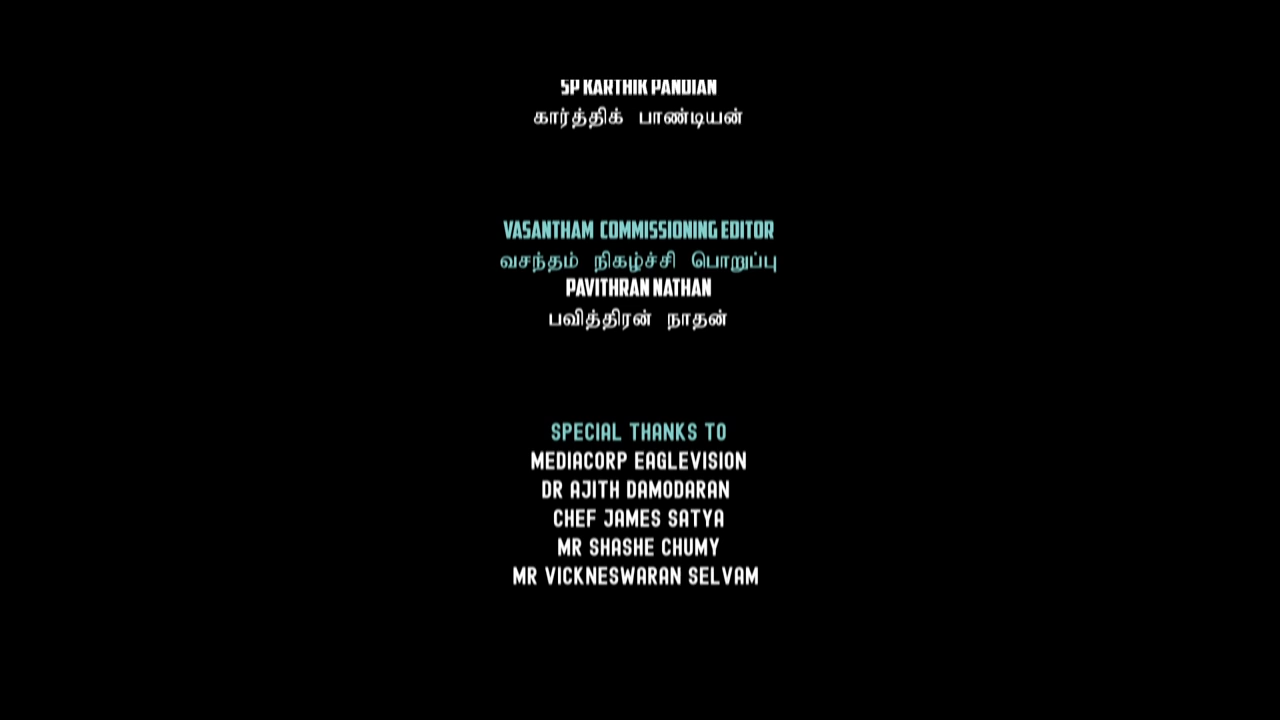 SP KARTHIK PANDIAN
கார்த்திக் பாண்டியன்
VASANTHAM COMMISSIONING EDITOR
வசந்தம் நிகழ்ச்சி பொறுப்பு
PAVITHRAN NATHAN
பவித்திரன் நாதன்
SPECIAL THANKS TO
MEDIACORP EAGLEVISION
DR AJITH DAMODARAN
CHEF JAMES SATYA
MR SHASHE CHUMY
MR VICKNESWARAN SELVAM